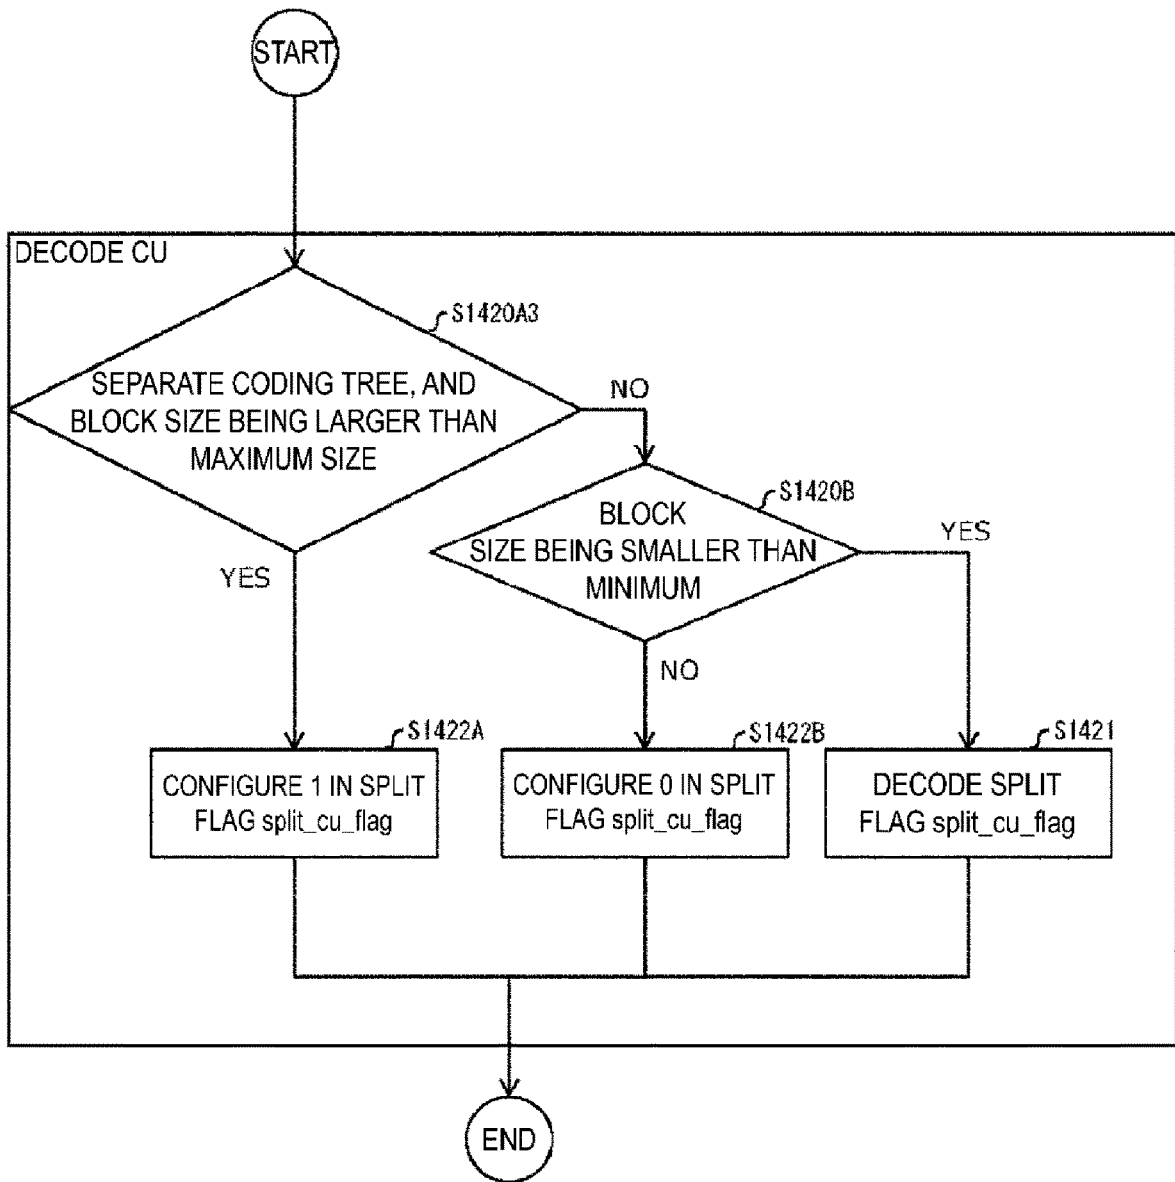 START
DECODE CU
S1420A3
SEPARATE CODING TREE, AND
BLOCK SIZE BEING LARGER THAN
MAXIMUM SIZE
NO
S1420B
BLOCK
SIZE BEING SMALLER THAN
MINIMUM
YES
YES
NO
S1422A
CONFIGURE 1 IN SPLIT
FLAG split_cu_flag
S1422B
CONFIGURE 0 IN SPLIT
FLAG split_cu_flag
S1421
DECODE SPLIT
FLAG split_cu_flag
END